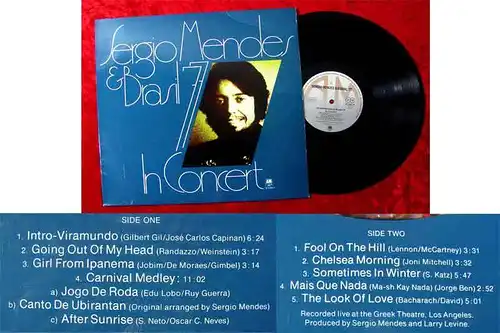 Sergio Mendes
& Brasil '77
In Concert
A&M
SIDE ONE
1. Intro-Viramundo (Gilbert Gil/José Carlos Capinan) 6:24
2. Going Out Of My Head (Randazzo/Weinstein) 3:17
3. Girl From Ipanema (Jobim/De Moraes/Gimbel) 3:14
4. Carnival Medley: 11:02
a) Jogo De Roda (Edu Lobo/Ruy Guerra)
b) Canto De Ubirantan (Original arranged by Sergio Mendes)
c) After Sunrise (S. Neto/Oscar C. Neves)
SIDE TWO
1. Fool On The Hill (Lennon/McCartney) 3:31
2. Chelsea Morning (Joni Mitchell) 3:31
3. Sometimes In Winter (S. Katz) 5:47
4. Mais Que Nada (Ma-sh Kay Nada) (Jorge Ben) 2:52
5. The Look Of Love (Bacharach/David) 5:01
Recorded live at the Greek Theatre, Los Angeles.
Produced by Sergio Mendes and Larry Levine.